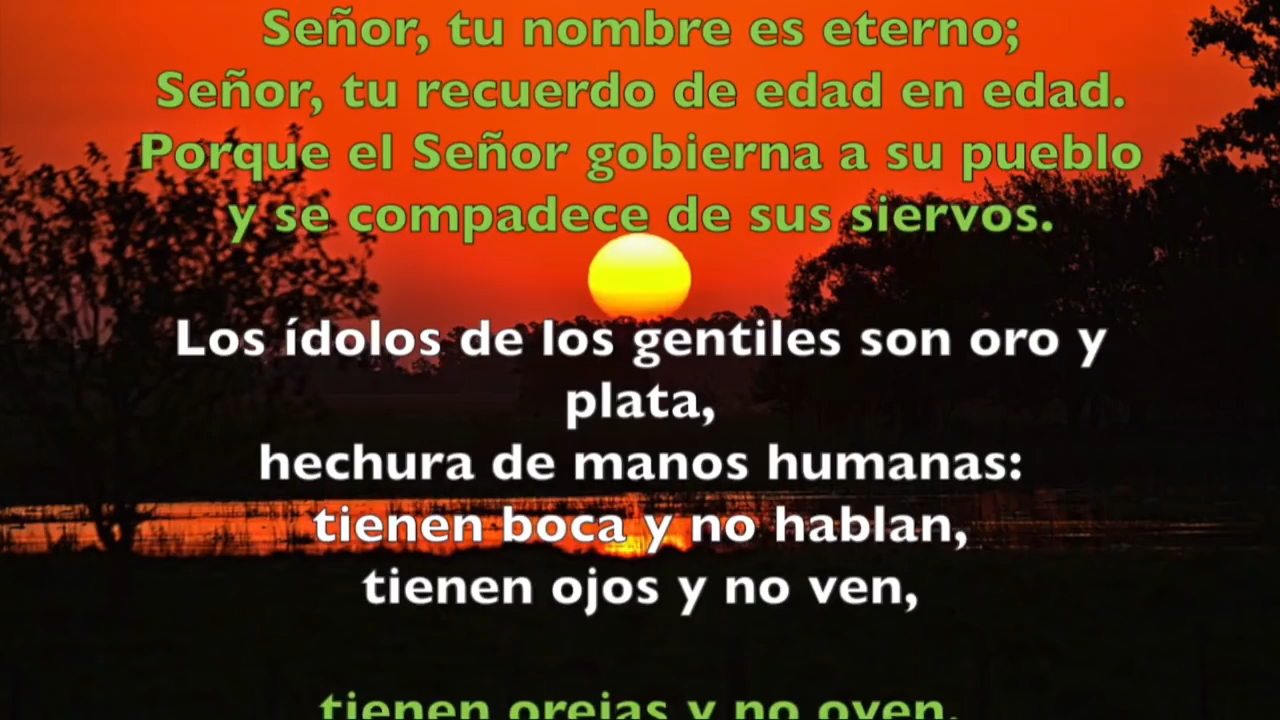 Señor, tu nombre es eterno;
Señor, tu recuerdo de edad en edad.
Porque el Señor gobierna a su pueblo
y se compadece de sus siervos.
Los ídolos de los gentiles son oro y
plata,
hechura de manos humanas:
tienen boca y no hablan,
tienen ojos y no ven,
tienen orejas y no oyen,